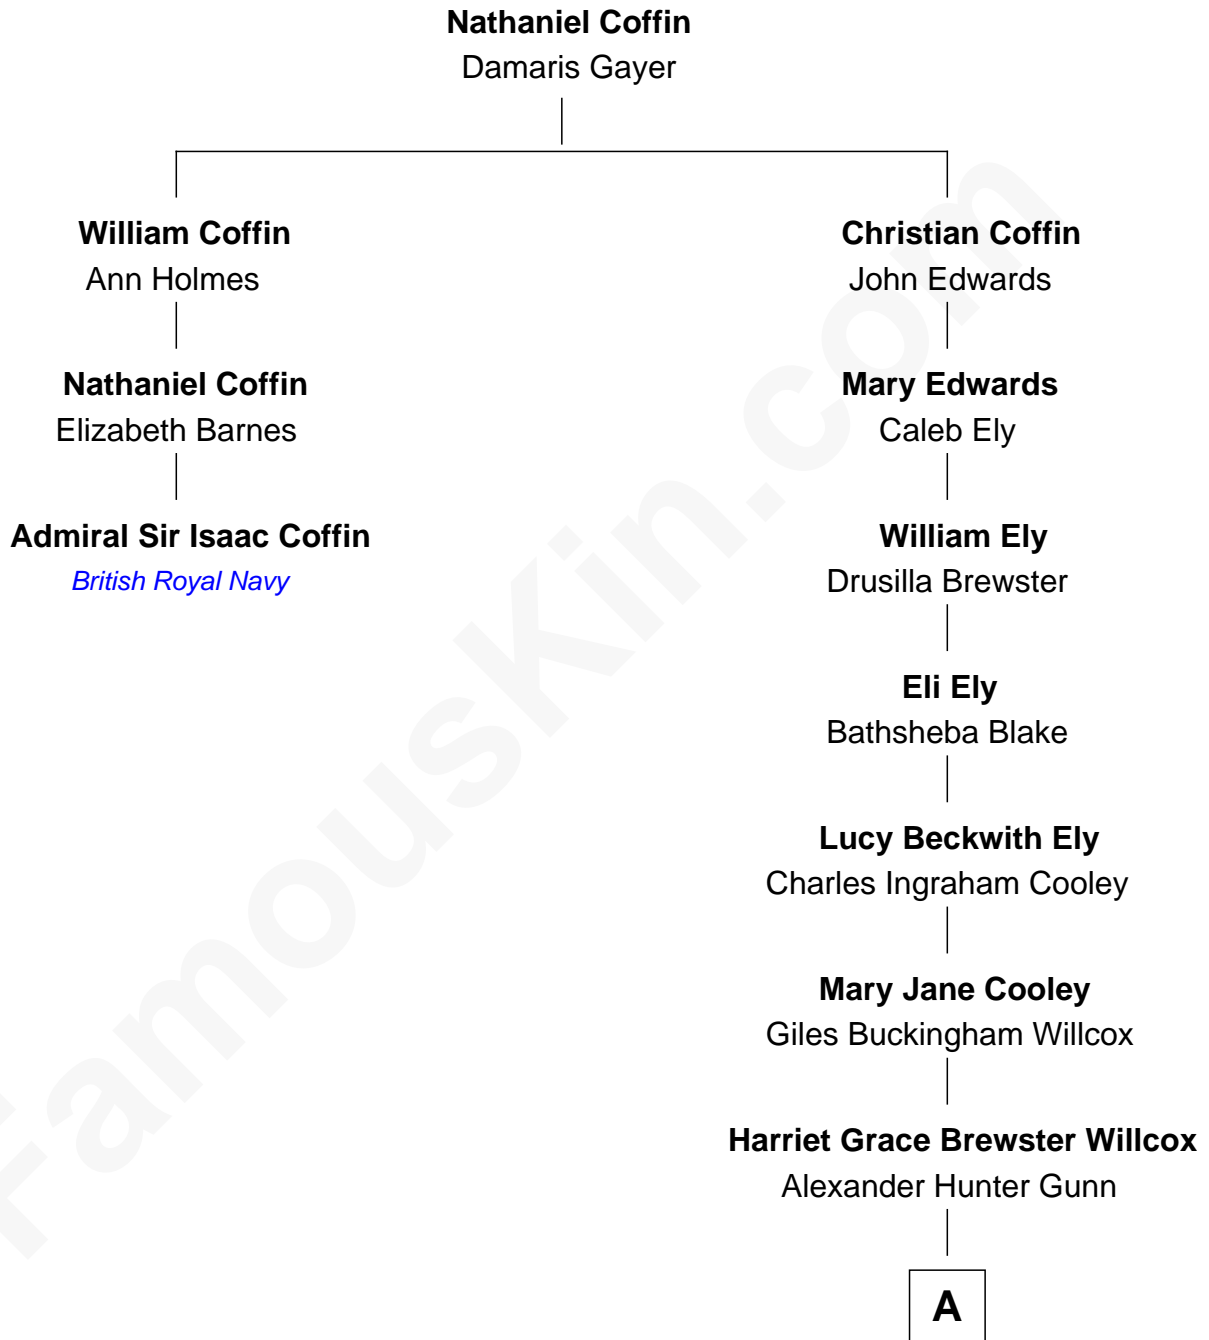 Nathaniel Coffin
Damaris Gayer
William Coffin
Ann Holmes
Christian Coffin
John Edwards
Nathaniel Coffin
Elizabeth Barnes
Mary Edwards
Caleb Ely
Admiral Sir Isaac Coffin
British Royal Navy
William Ely
Drusilla Brewster
Eli Ely
Bathsheba Blake
Lucy Beckwith Ely
Charles Ingraham Cooley
Mary Jane Cooley
Giles Buckingham Willcox
Harriet Grace Brewster Willcox
Alexander Hunter Gunn
A
FamousKin.com